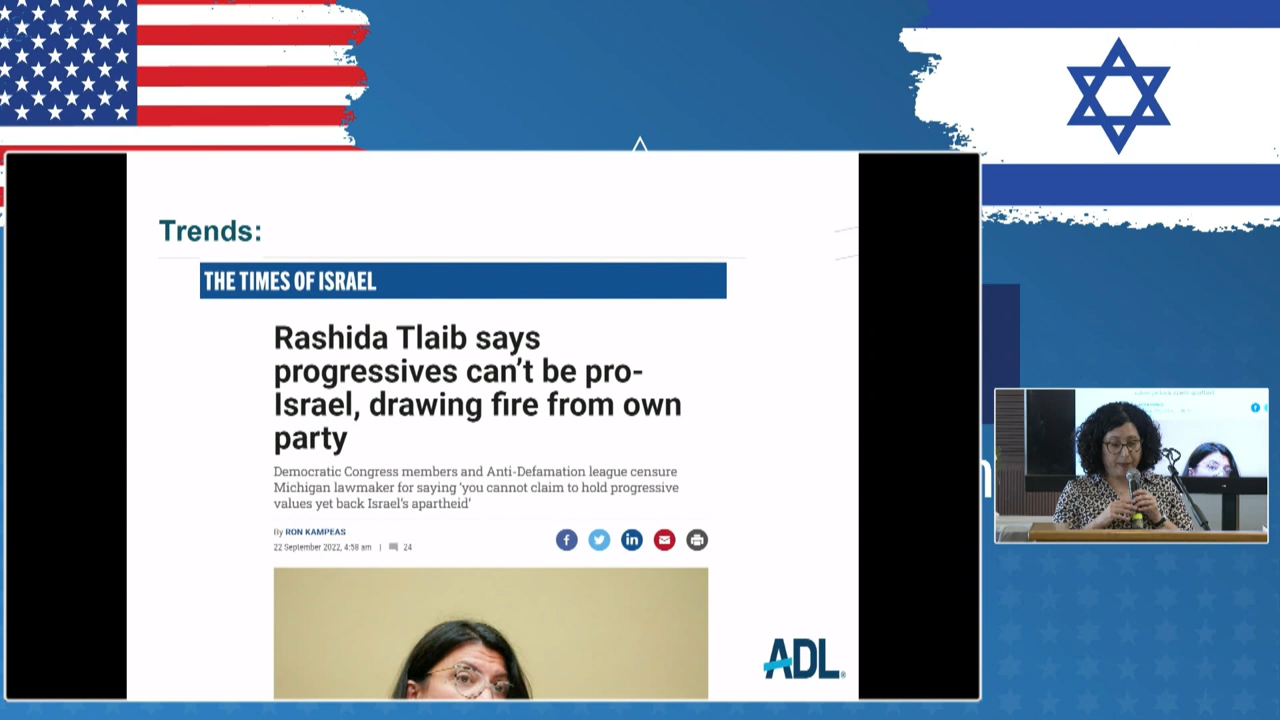 Trends:
THE TIMES OF ISRAEL
Rashida Tlaib says
progressives can't be pro-
Israel, drawing fire from own
party
Democratic Congress members and Anti-Defamation league censure
Michigan lawmaker for saying 'you cannot claim to hold progressive
values yet back Israel's apartheid'
By RON KAMPEAS
22 September 2022, 4:58 am | 24
ADL